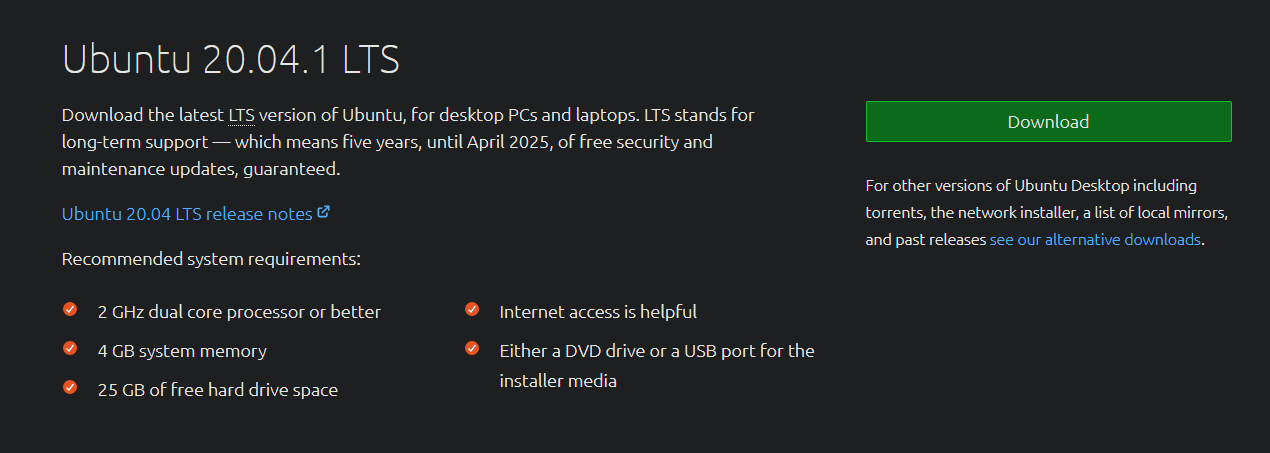 Ubuntu 20.04.1 LTS
Download the latest LTS version of Ubuntu, for desktop PCs and laptops. LTS stands for
long-term support — which means five years, until April 2025, of free security and
maintenance updates, guaranteed.
Ubuntu 20.04 LTS release notes
Recommended system requirements:
2 GHz dual core processor or better
4 GB system memory
25 GB of free hard drive space
Internet access is helpful
Either a DVD drive or a USB port for the
installer media
Download
For other versions of Ubuntu Desktop including
torrents, the network installer, a list of local mirrors,
and past releases see our alternative downloads.